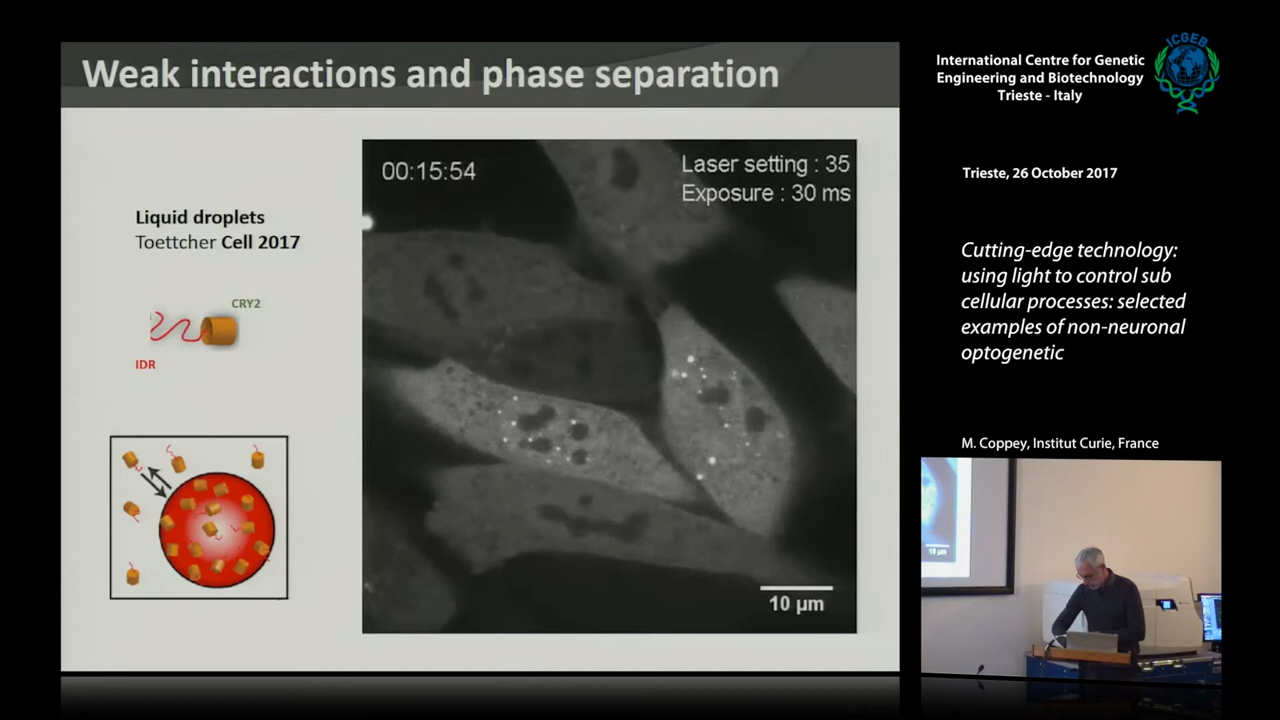 Weak interactions and phase separation
Liquid droplets
Toettcher Cell 2017
CRY2
IDR
00:15:54
Laser setting : 35
Exposure : 30 ms
10 µm
International Centre for Genetic
Engineering and Biotechnology
Trieste - Italy
ICGEB
Trieste, 26 October 2017
Cutting-edge technology:
using light to control sub
cellular processes: selected
examples of non-neuronal
optogenetic
M. Coppey, Institut Curie, France
10 µm